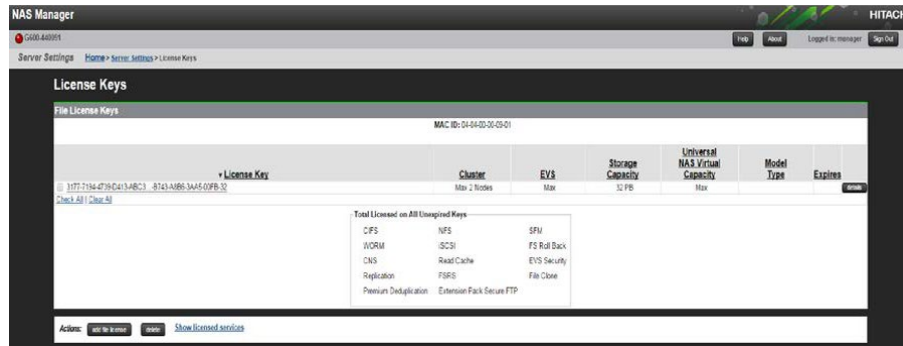 NAS Manager
HITACH
G600-440991
Help About Logged in: manager Sign Out
Server Settings Home > Server Settings > License Keys
License Keys
File License Keys
MAC ID: 04-84-00-00-09-01
License Key Cluster EVS Storage Capacity Universal NAS Virtual Capacity Model Type Expires
Max 2 Nodes Max 32 PB Max details
Check All | Clear All
Total Licensed on All Unexpired Keys
CIFS NFS SFM
WORM iSCSI FS Roll Back
CNS Read Cache EVS Security
Replication FSRS File Clone
Premium Deduplication Extension Pack Secure FTP
Actions: add file license delete Show licensed services